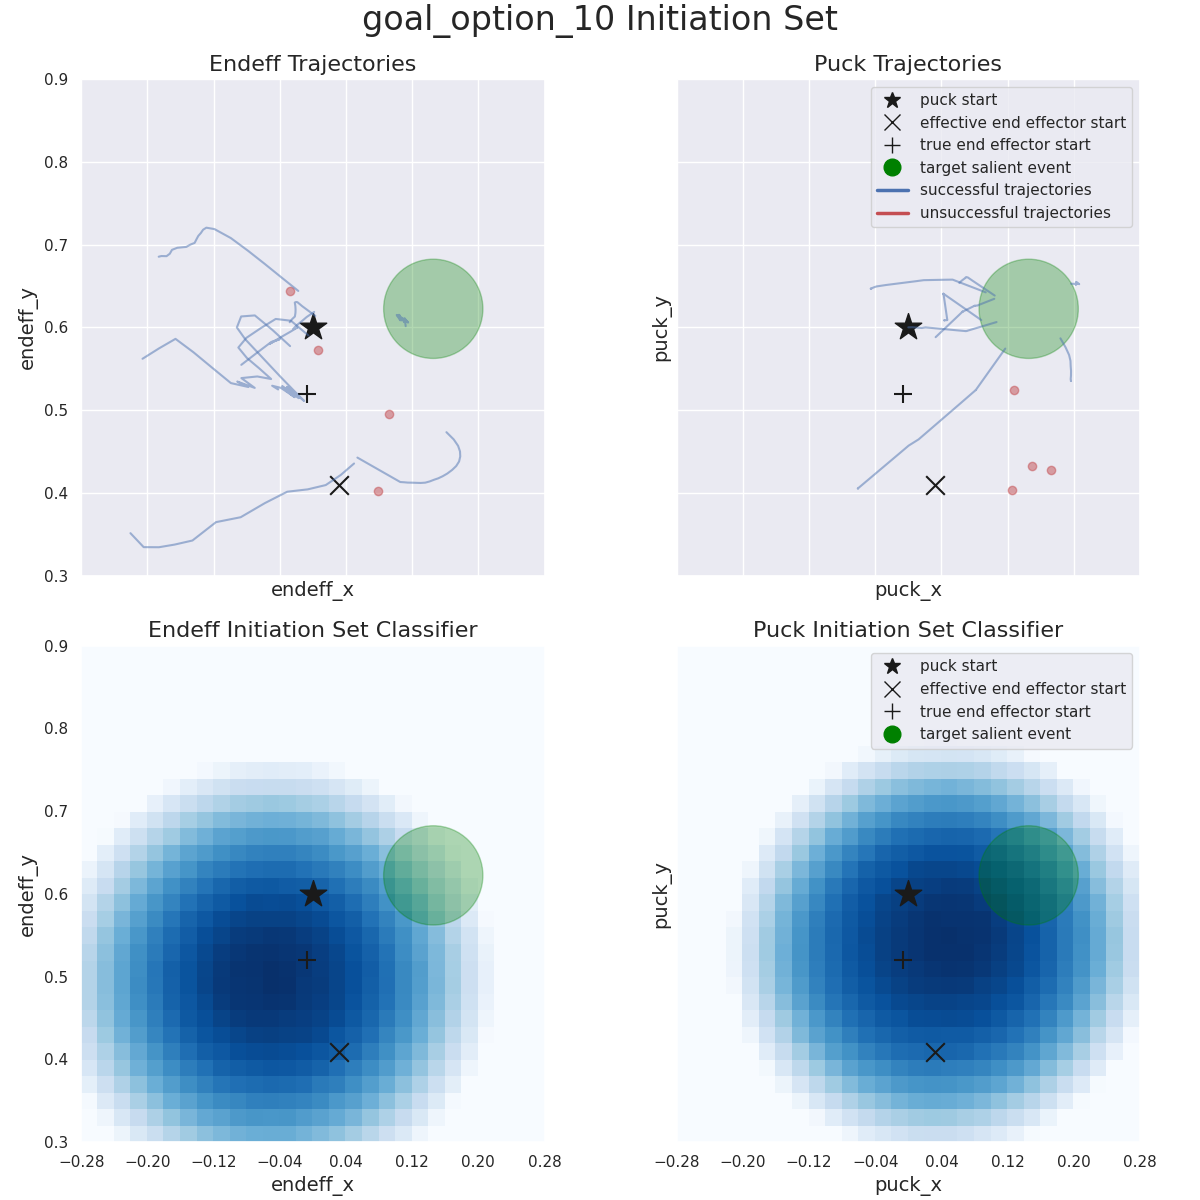 goal_option_10 Initiation Set
Endeff Trajectories
Puck Trajectories
0.9
0.8
0.7
0.6
0.5
0.4
0.3
endeff_y
endeff_x
puck_y
puck_x
puck start
effective end effector start
true end effector start
target salient event
successful trajectories
unsuccessful trajectories
Endeff Initiation Set Classifier
Puck Initiation Set Classifier
0.9
0.8
0.7
0.6
0.5
0.4
0.3
endeff_y
−0.28 −0.20 −0.12 −0.04 0.04 0.12 0.20 0.28
endeff_x
puck_y
puck start
effective end effector start
true end effector start
target salient event
−0.28 −0.20 −0.12 −0.04 0.04 0.12 0.20 0.28
puck_x